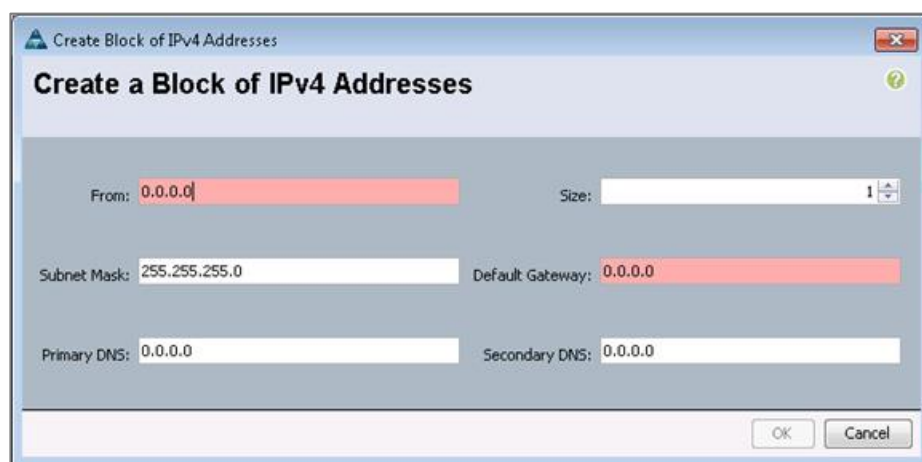 Create Block of IPv4 Addresses
Create a Block of IPv4 Addresses
From: 0.0.0.0 Size: 1
Subnet Mask: 255.255.255.0 Default Gateway: 0.0.0.0
Primary DNS: 0.0.0.0 Secondary DNS: 0.0.0.0
OK Cancel